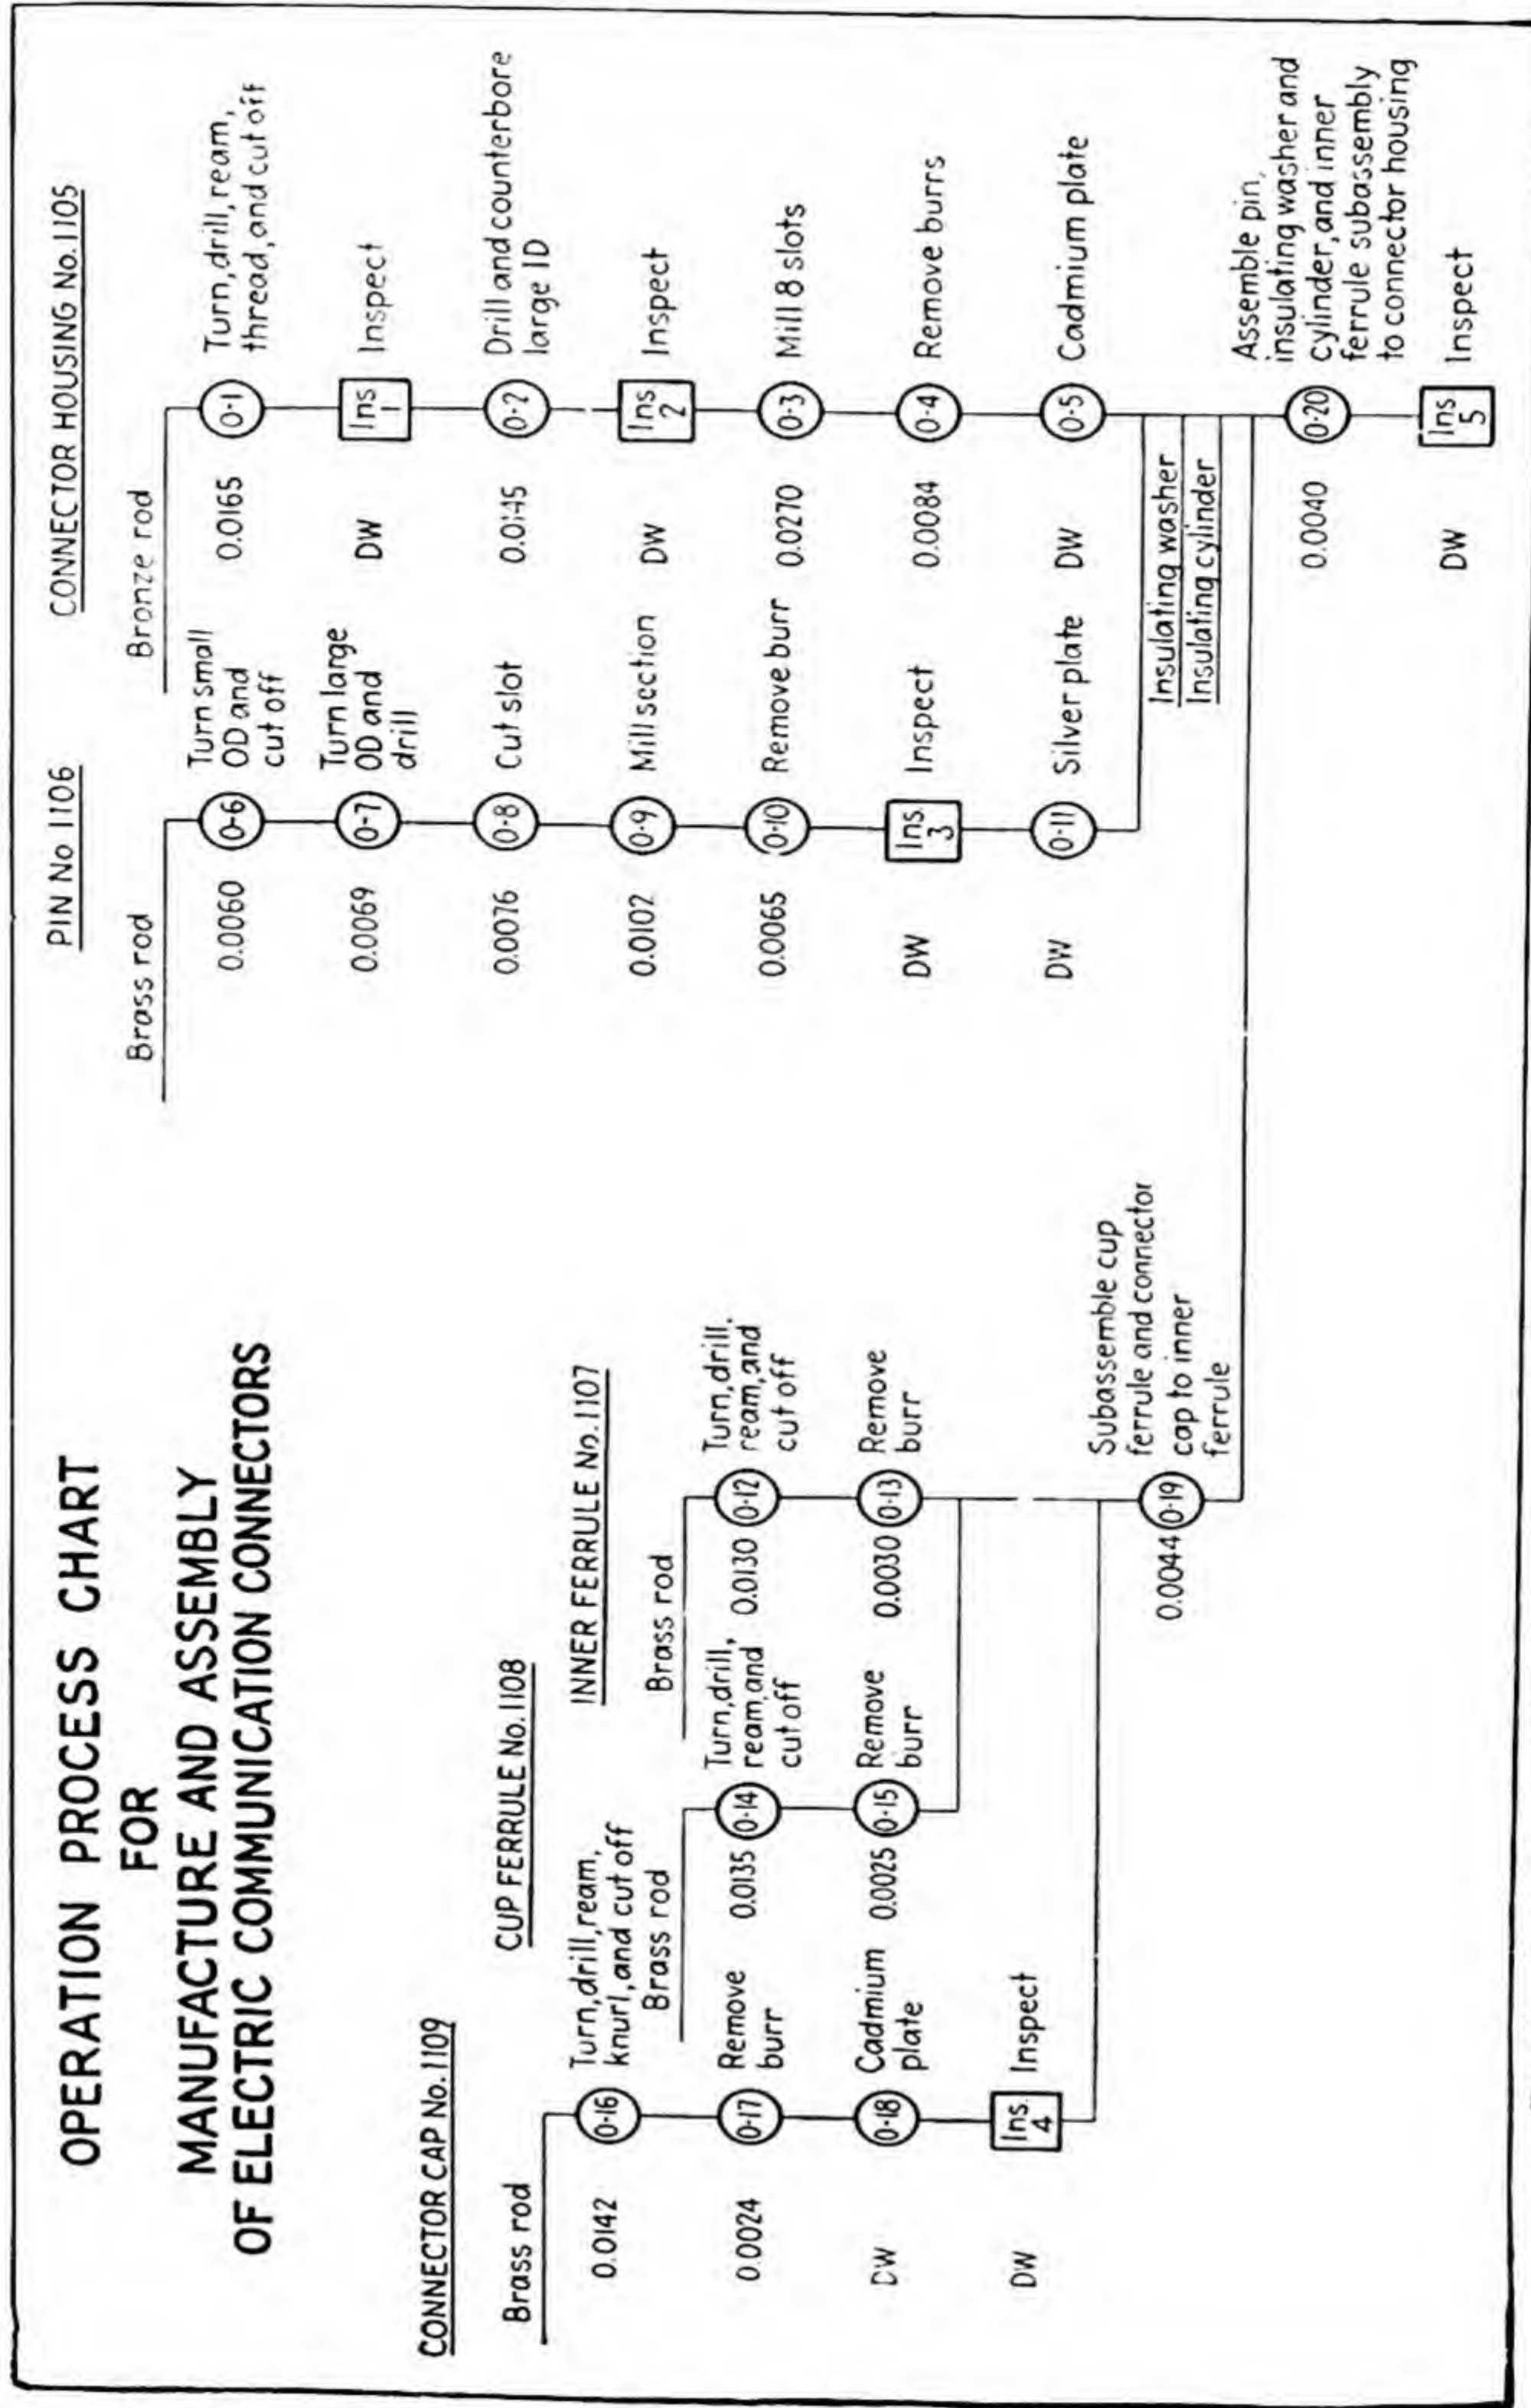 OPERATION PROCESS CHART
FOR
MANUFACTURE AND ASSEMBLY
OF ELECTRIC COMMUNICATION CONNECTORS
CONNECTOR CAP No. 1109
Brass rod
0.0142
O-16
Turn, drill, ream,
knurl, and cut off
0.0024
O-17
Remove
burr
DW
O-18
Cadmium
plate
DW
Ins.
4
Inspect
CUP FERRULE No. 1108
Brass rod
0.0135
O-14
Turn, drill,
ream, and
cut off
0.0025
O-15
Remove
burr
INNER FERRULE No. 1107
Brass rod
0.0130
O-12
Turn, drill,
ream, and
cut off
0.0030
O-13
Remove
burr
0.0044
O-19
Subassemble cup
ferrule and connector
cap to inner
ferrule
PIN No 1106
Brass rod
0.0060
O-6
Turn small
OD and
cut off
0.0069
O-7
Turn large
OD and
drill
0.0076
O-8
Cut slot
0.0102
O-9
Mill section
0.0065
O-10
Remove burr
DW
Ins.
3
Inspect
DW
O-11
Silver plate
CONNECTOR HOUSING No. 1105
Bronze rod
0.0165
O-1
Turn, drill, ream,
thread, and cut off
DW
Ins
1
Inspect
0.0145
O-2
Drill and counterbore
large ID
DW
Ins
2
Inspect
0.0270
O-3
Mill 8 slots
0.0084
O-4
Remove burrs
DW
O-5
Cadmium plate
Insulating washer
Insulating cylinder
0.0040
O-20
Assemble pin,
insulating washer and
cylinder, and inner
ferrule subassembly
to connector housing
DW
Ins
5
Inspect